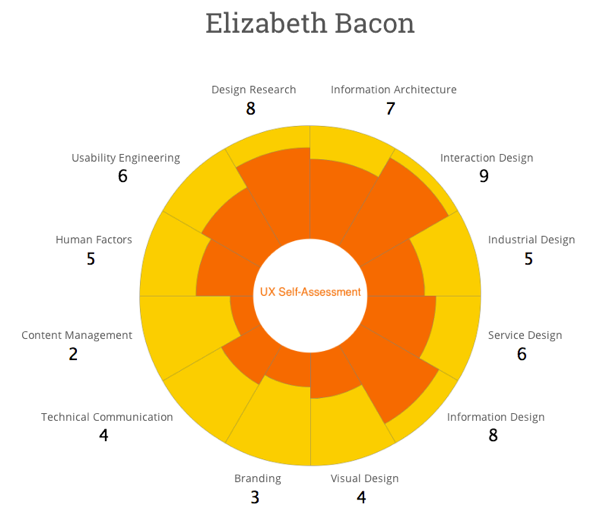 Elizabeth Bacon
Design Research
8
Information Architecture
7
Interaction Design
9
Industrial Design
5
Service Design
6
Information Design
8
Visual Design
4
Branding
3
Technical Communication
4
Content Management
2
Human Factors
5
Usability Engineering
6
UX Self-Assessment